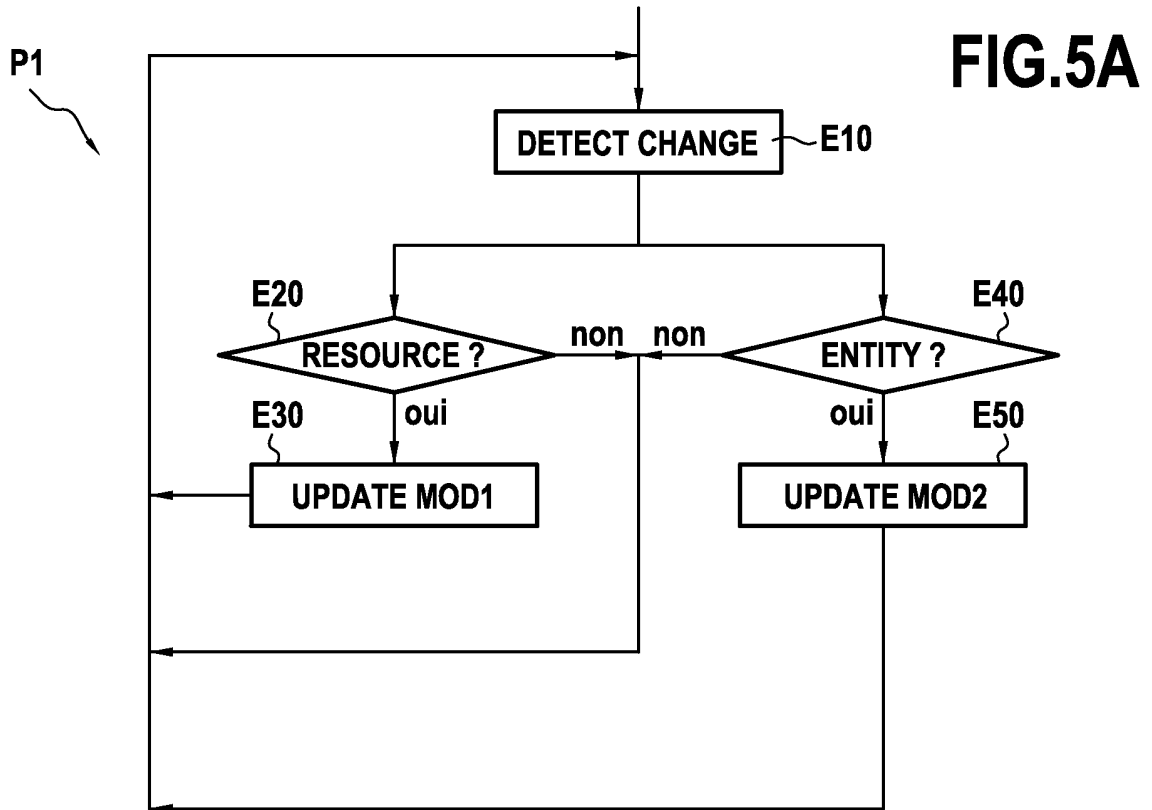 P1
FIG.5A
DETECT CHANGE
E10
E20
E40
RESOURCE ?
non
non
ENTITY ?
oui
oui
E30
E50
UPDATE MOD1
UPDATE MOD2